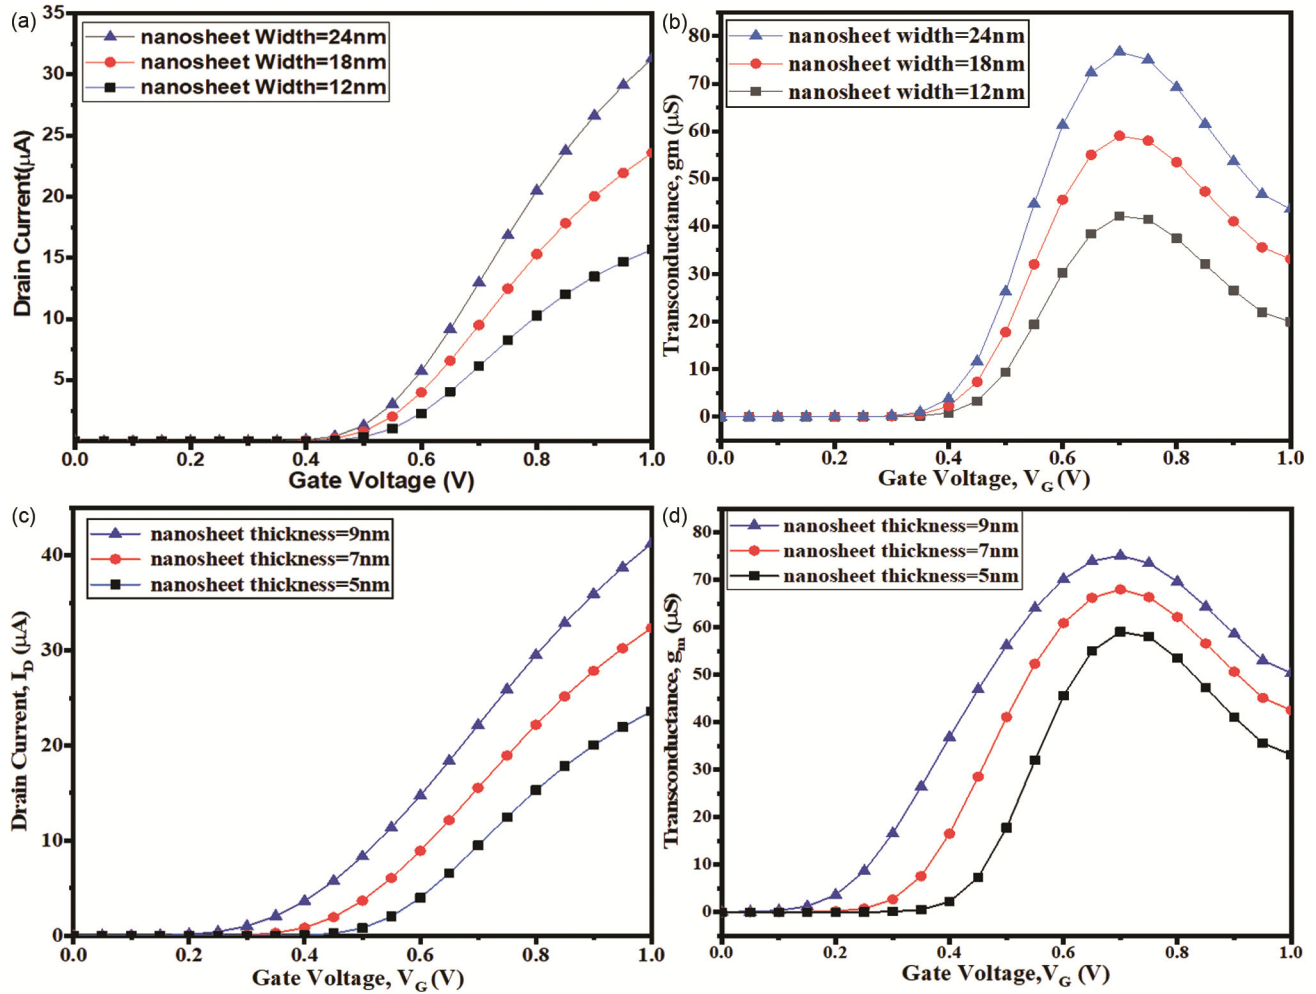 (a)
nanosheet Width=24nm
nanosheet Width=18nm
nanosheet Width=12nm
Drain Current(μA)
35
30
25
20
15
10
5
0.0 0.2 0.4 0.6 0.8 1.0
Gate Voltage (V)
(b)
nanosheet width=24nm
nanosheet width=18nm
nanosheet width=12nm
Transconductance, gm (μS)
80
70
60
50
40
30
20
10
0
0.0 0.2 0.4 0.6 0.8 1.0
Gate Voltage, VG (V)
(c)
nanosheet thickness=9nm
nanosheet thickness=7nm
nanosheet thickness=5nm
Drain Current, ID (μA)
40
30
20
10
0
0.0 0.2 0.4 0.6 0.8 1.0
Gate Voltage, VG (V)
(d)
nanosheet thickness=9nm
nanosheet thickness=7nm
nanosheet thickness=5nm
Transconductance, gm (μS)
80
70
60
50
40
30
20
10
0
0.0 0.2 0.4 0.6 0.8 1.0
Gate Voltage,VG (V)